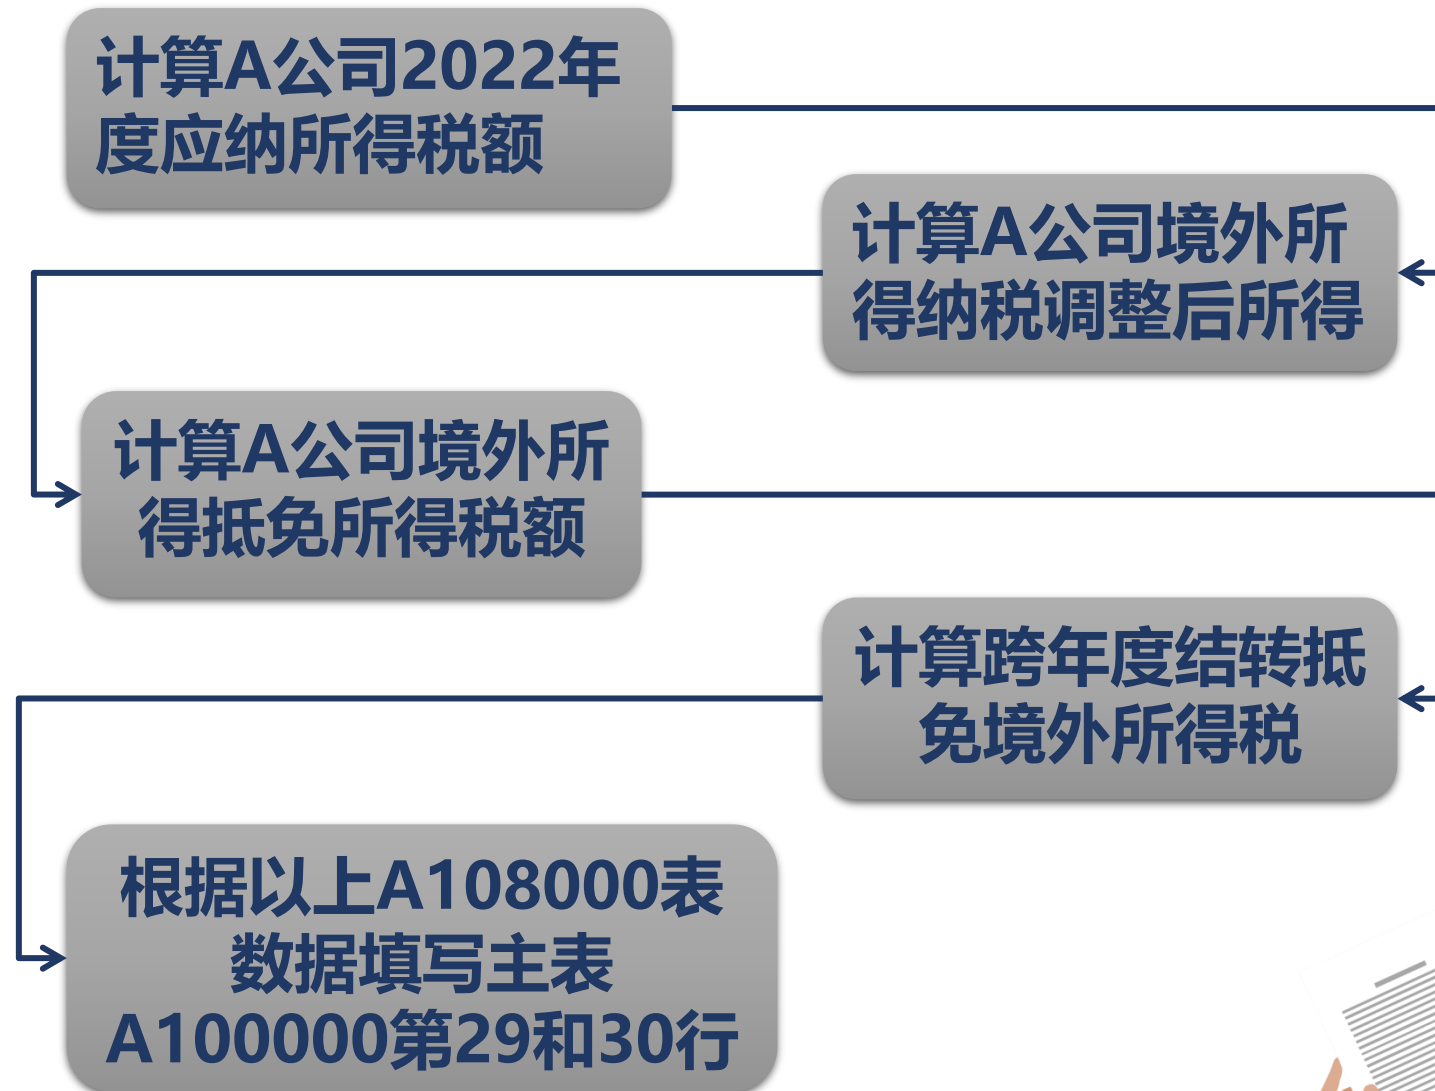 计算A公司2022年
度应纳所得税额
计算A公司境外所
得纳税调整后所得
计算A公司境外所
得抵免所得税额
计算跨年度结转抵
免境外所得税
根据以上A108000表
数据填写主表
A100000第29和30行